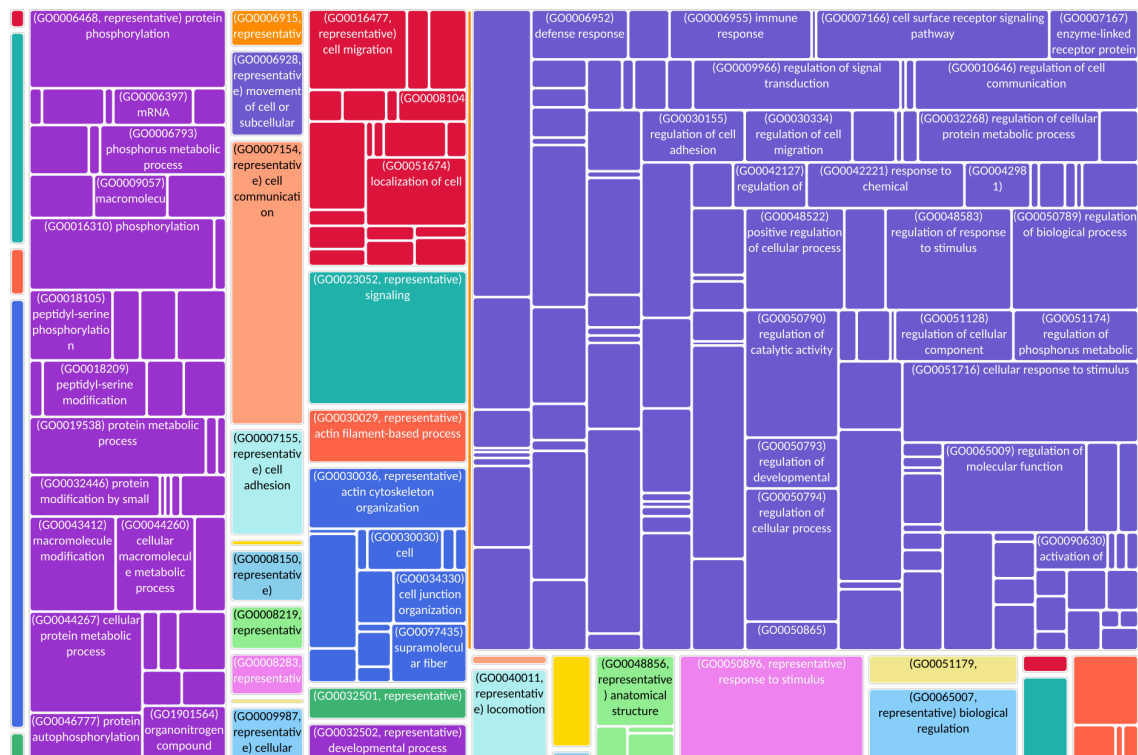 (GO0006468, representative) protein
phosphorylation
(GO0006397)
mRNA
(GO0006793)
phosphorus metabolic
process
(GO0009057)
macromolecu
(GO0016310) phosphorylation
(GO0018105)
peptidyl-serine
phosphorylatio
n
(GO0018209)
peptidyl-serine
modification
(GO0019538) protein metabolic
process
(GO0032446) protein
modification by small
(GO0043412)
macromolecule
modification
(GO0044260)
cellular
macromolecul
e metabolic
process
(GO0044267) cellular
protein metabolic
process
(GO0046777) protein
autophosphorylation
(GO1901564)
organonitrogen
compound
(GO0006915,
representativ
(GO0006928,
representativ
e) movement
of cell or
subcellular
(GO0007154,
representativ
e) cell
communicati
on
(GO0007155,
representativ
e) cell
adhesion
(GO0008150,
representativ
e)
(GO0008219,
representativ
(GO0008283,
representativ
(GO0009987,
representativ
e) cellular
(GO0016477,
representative)
cell migration
(GO0008104
(GO0051674)
localization of cell
(GO0023052, representative)
signaling
(GO0030029, representative)
actin filament-based process
(GO0030036, representative)
actin cytoskeleton
organization
(GO0030030)
cell
(GO0034330)
cell junction
organization
(GO0097435)
supramolecul
ar fiber
(GO0032501, representative)
(GO0032502, representative)
developmental process
(GO0006952)
defense response
(GO0006955) immune
response
(GO0007166) cell surface receptor signaling
pathway
(GO0007167)
enzyme-linked
receptor protein
(GO0009966) regulation of signal
transduction
(GO0010646) regulation of cell
communication
(GO0030155)
regulation of cell
adhesion
(GO0030334)
regulation of cell
migration
(GO0032268) regulation of cellular
protein metabolic process
(GO0042127)
regulation of
(GO0042221) response to
chemical
(GO004298
1)
(GO0048522)
positive regulation
of cellular process
(GO0048583)
regulation of response
to stimulus
(GO0050789) regulation
of biological process
(GO0050790)
regulation of
catalytic activity
(GO0051128)
regulation of cellular
component
(GO0051174)
regulation of
phosphorus metabolic
(GO0051716) cellular response to stimulus
(GO0050793)
regulation of
developmental
(GO0065009) regulation of
molecular function
(GO0050794)
regulation of
cellular process
(GO0090630)
activation of
(GO0050865)
(GO0040011,
representativ
e) locomotion
(GO0048856,
representative
) anatomical
structure
(GO0050896, representative)
response to stimulus
(GO0051179,
(GO0065007,
representative) biological
regulation